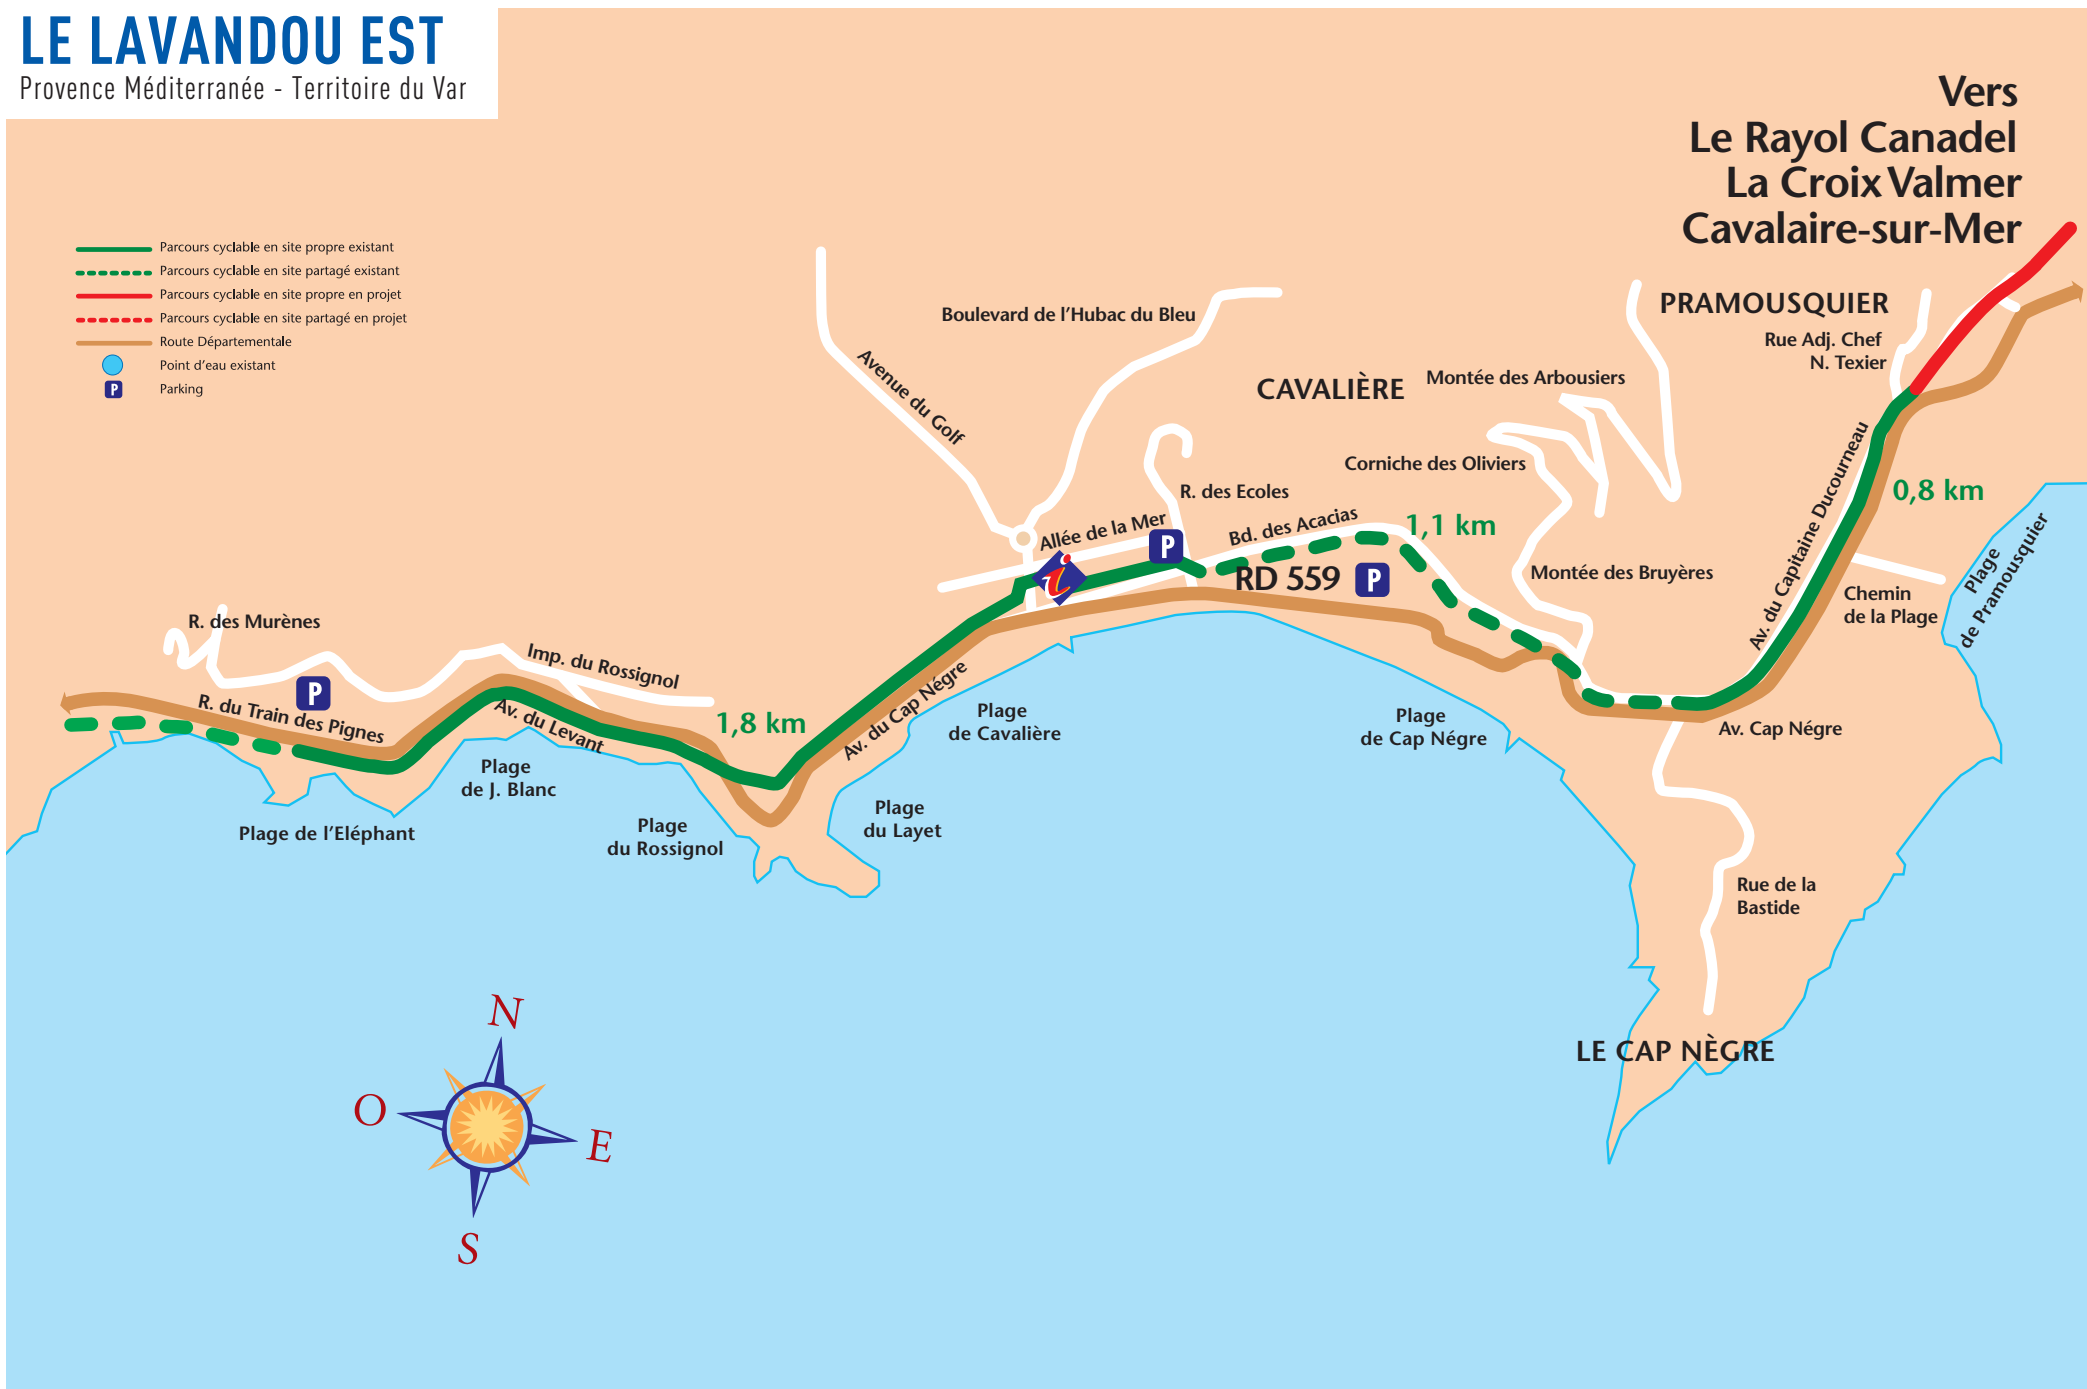 LE LAVANDOU EST
Provence Méditerranée - Territoire du Var
Vers
Le Rayol Canadel
La Croix Valmer
Cavalaire-sur-Mer
Parcours cyclable en site propre existant
Parcours cyclable en site partagé existant
Parcours cyclable en site propre en projet
Parcours cyclable en site partagé en projet
Route Départementale
Point d'eau existant
P Parking
Boulevard de l'Hubac du Bleu
PRAMOUSQUIER
Rue Adj. Chef
N. Texier
Avenue du Golf
CAVALIÈRE
Montée des Arbousiers
Corniche des Oliviers
R. des Ecoles
0,8 km
Av. du Capitaine Ducourneau
Allée de la Mer
P
Bd. des Acacias
1,1 km
i
RD 559
P
Montée des Bruyères
Plage
de Pramousquier
Chemin
de la Plage
R. des Murènes
Imp. du Rossignol
P
R. du Train des Pignes
Av. du Levant
1,8 km
Av. du Cap Négre
Plage
de Cavalière
Plage
de Cap Négre
Av. Cap Négre
Plage
de J. Blanc
Plage de l'Eléphant
Plage
du Rossignol
Plage
du Layet
Rue de la
Bastide
LE CAP NÈGRE
N
O
E
S